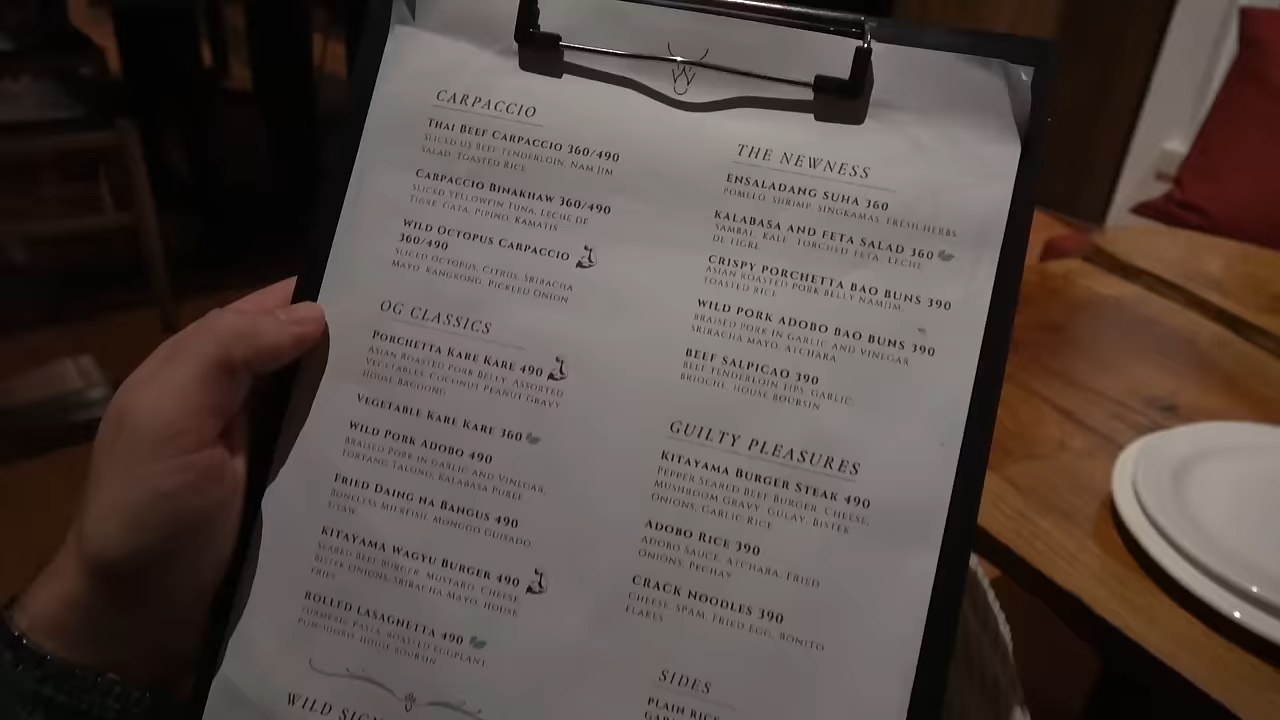 CARPACCIO
THAI BEEF CARPACCIO 360/490
SLICED US BEEF TENDERLOIN, NAM JIM
SALAD, TOASTED RICE
CARPACCIO BINAKHAW 360/490
SLICED YELLOWFIN TUNA, LECHE DE
TIGRE, GATA, PIPINO, KAMATIS
WILD OCTOPUS CARPACCIO
360/490
SLICED OCTOPUS, CITRUS, SRIRACHA
MAYO, KANGKONG, PICKLED ONION
OG CLASSICS
PORCHETTA KARE KARE 490
ASIAN ROASTED PORK BELLY, ASSORTED
VEGETABLES, COCONUT PEANUT GRAVY
HOUSE BAGOONG
VEGETABLE KARE KARE 360
WILD PORK ADOBO 490
BRAISED PORK IN GARLIC AND VINEGAR,
TORTANG TALONG, KALABASA PUREE
FRIED DAING NA BANGUS 490
BONELESS MILKFISH, MONGGO GUISADO,
SITAW
KITAYAMA WAGYU BURGER 490
SEARED BEEF BURGER, MUSTARD, CHEESE
BISTEK ONIONS, SRIRACHA MAYO, HOUSE
FRIES
ROLLED LASAGNETTA 490
TURMERIC PASTA, ROASTED EGGPLANT
POMODORO, HOUSE BOURSIN
WILD
THE NEWNESS
ENSALADANG SUHA 360
POMELO, SHRIMP, SINGKAMAS, FRESH HERBS
KALABASA AND FETA SALAD 360
SAMBAL, KALE, TORCHED FETA, LECHE
DE TIGRE
CRISPY PORCHETTA BAO BUNS 390
ASIAN ROASTED PORK BELLY NAMJIM,
TOASTED RICE
WILD PORK ADOBO BAO BUNS 390
BRAISED PORK IN GARLIC AND VINEGAR
SRIRACHA MAYO, ATCHARA
BEEF SALPICAO 390
BEEF TENDERLOIN TIPS, GARLIC,
BRIOCHE, HOUSE BOURSIN
GUILTY PLEASURES
KITAYAMA BURGER STEAK 490
PEPPER SEARED BEEF BURGER, CHEESE,
MUSHROOM GRAVY, GULAY, BISTEK
ONIONS, GARLIC RICE
ADOBO RICE 390
ADOBO SAUCE, ATCHARA, FRIED
ONIONS, PECHAY
CRACK NOODLES 390
CHEESE, SPAM, FRIED EGG, BONITO
FLAKES
SIDES
PLAIN RICE